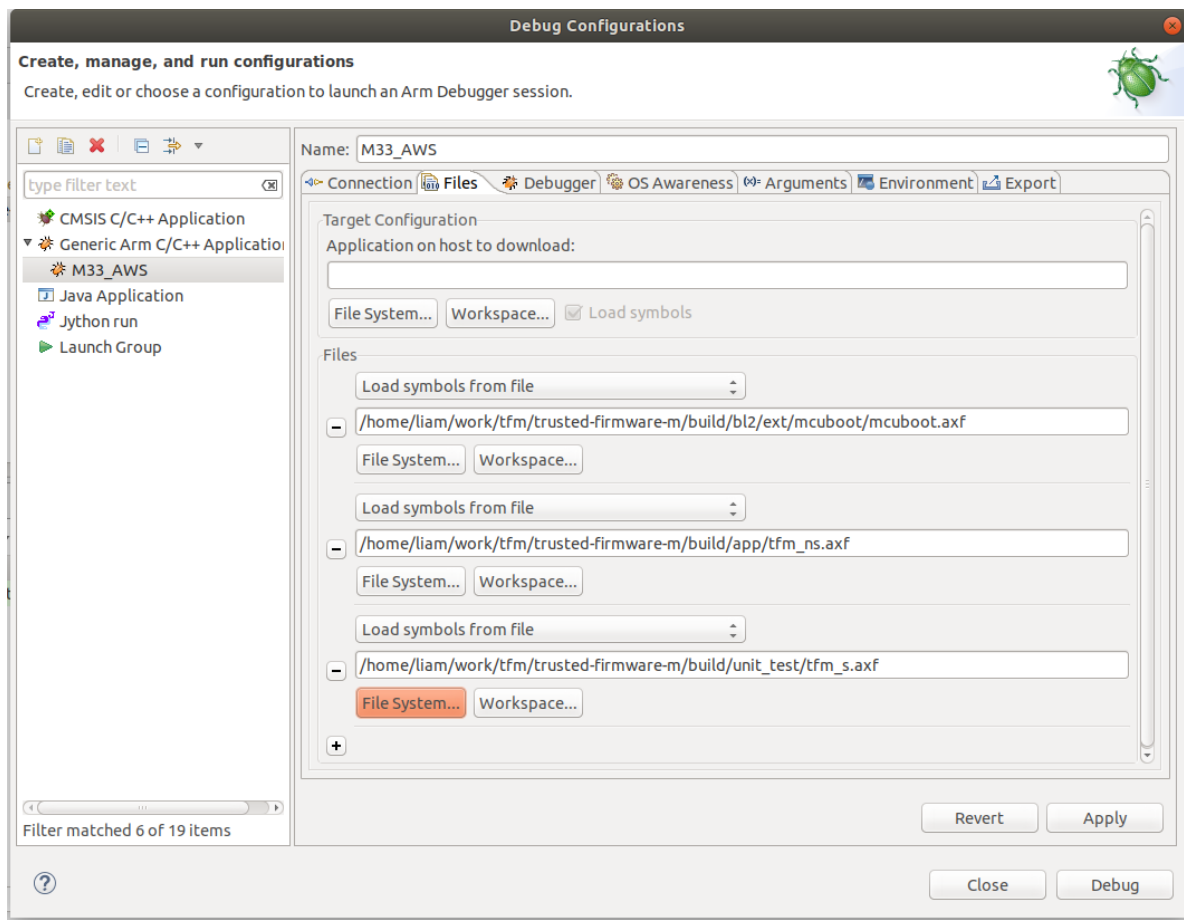 Debug Configurations
Create, manage, and run configurations
Create, edit or choose a configuration to launch an Arm Debugger session.
type filter text
CMSIS C/C++ Application
Generic Arm C/C++ Applicatio
M33_AWS
Java Application
Jython run
Launch Group
Filter matched 6 of 19 items
Name: M33_AWS
Connection Files Debugger OS Awareness (x)= Arguments Environment Export
Target Configuration
Application on host to download:
File System... Workspace... Load symbols
Files
Load symbols from file
/home/liam/work/tfm/trusted-firmware-m/build/bl2/ext/mcuboot/mcuboot.axf
File System... Workspace...
Load symbols from file
/home/liam/work/tfm/trusted-firmware-m/build/app/tfm_ns.axf
File System... Workspace...
Load symbols from file
/home/liam/work/tfm/trusted-firmware-m/build/unit_test/tfm_s.axf
File System... Workspace...
Revert Apply
Close Debug